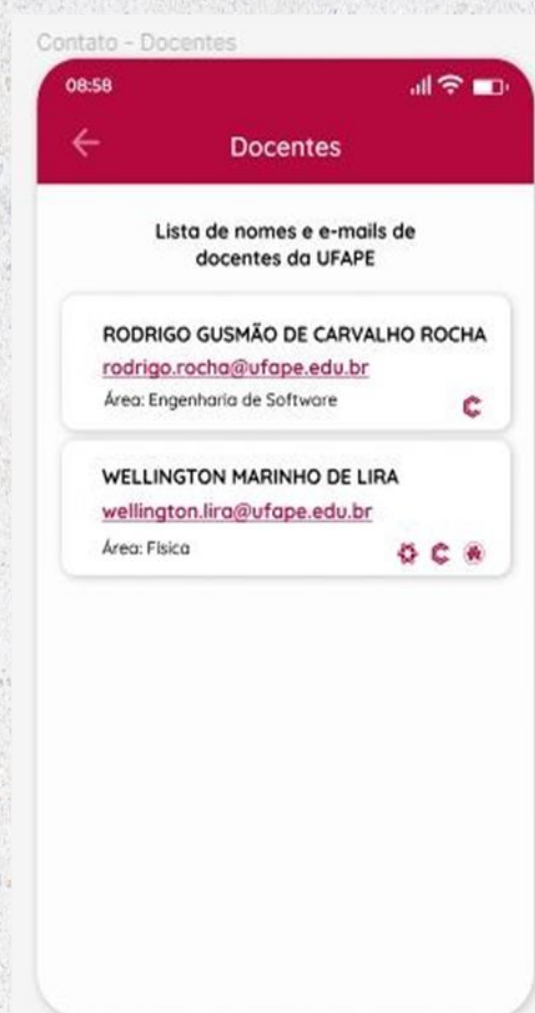 Contato - Docentes
08:58
Docentes
Lista de nomes e e-mails de
docentes da UFAPE
RODRIGO GUSMÃO DE CARVALHO ROCHA
rodrigo.rocha@ufape.edu.br
Área: Engenharia de Software
WELLINGTON MARINHO DE LIRA
wellington.lira@ufape.edu.br
Área: Física